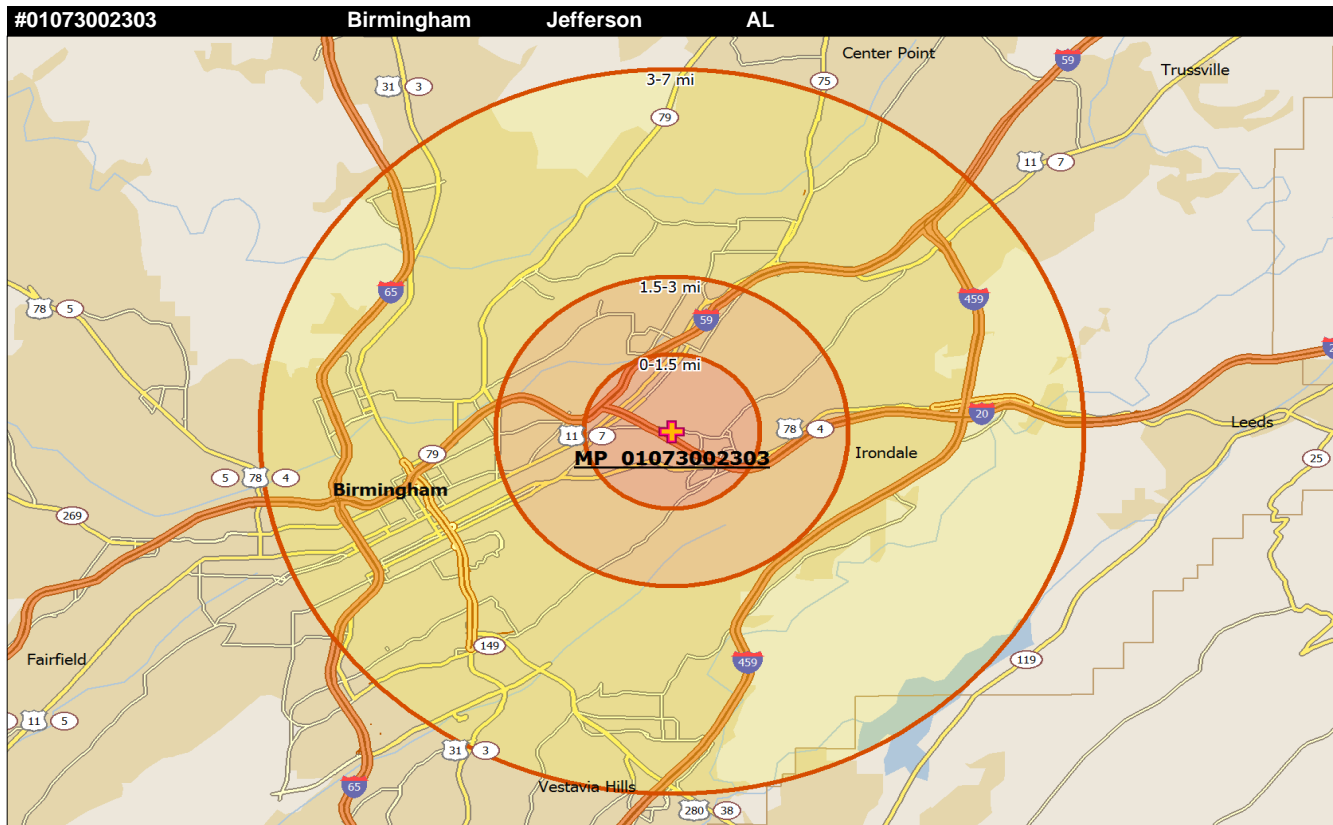 #01073002303 Birmingham Jefferson AL
Center Point
59
Trussville
3-7 mi
75
31 3
79
11 7
1.5-3 mi
65
459
78 5
59
0-1.5 mi
20
78 4
11 7
Leeds
Irondale
79
MP 01073002303
25
5 78 4
Birmingham
269
149
Fairfield
459
119
11 5
31 3
65
Vestavia Hills
280 38